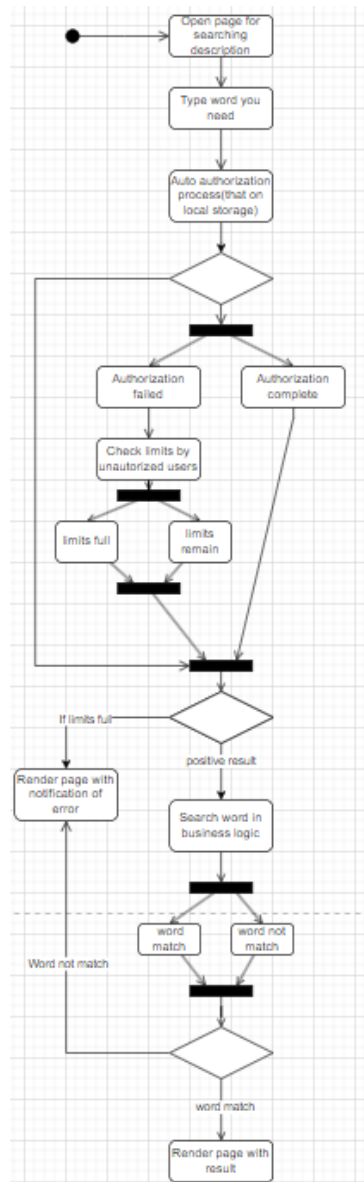 Open page for
searching
description
Type word you
need
Auto authorization
process(that on
local storage)
Authorization
failed
Authorization
complete
Check limits by
unautorized users
limits full
limits
remain
If limits full
positive result
Render page with
notification of
error
Search word in
business logic
word
match
word not
match
Word not match
word match
Render page with
result